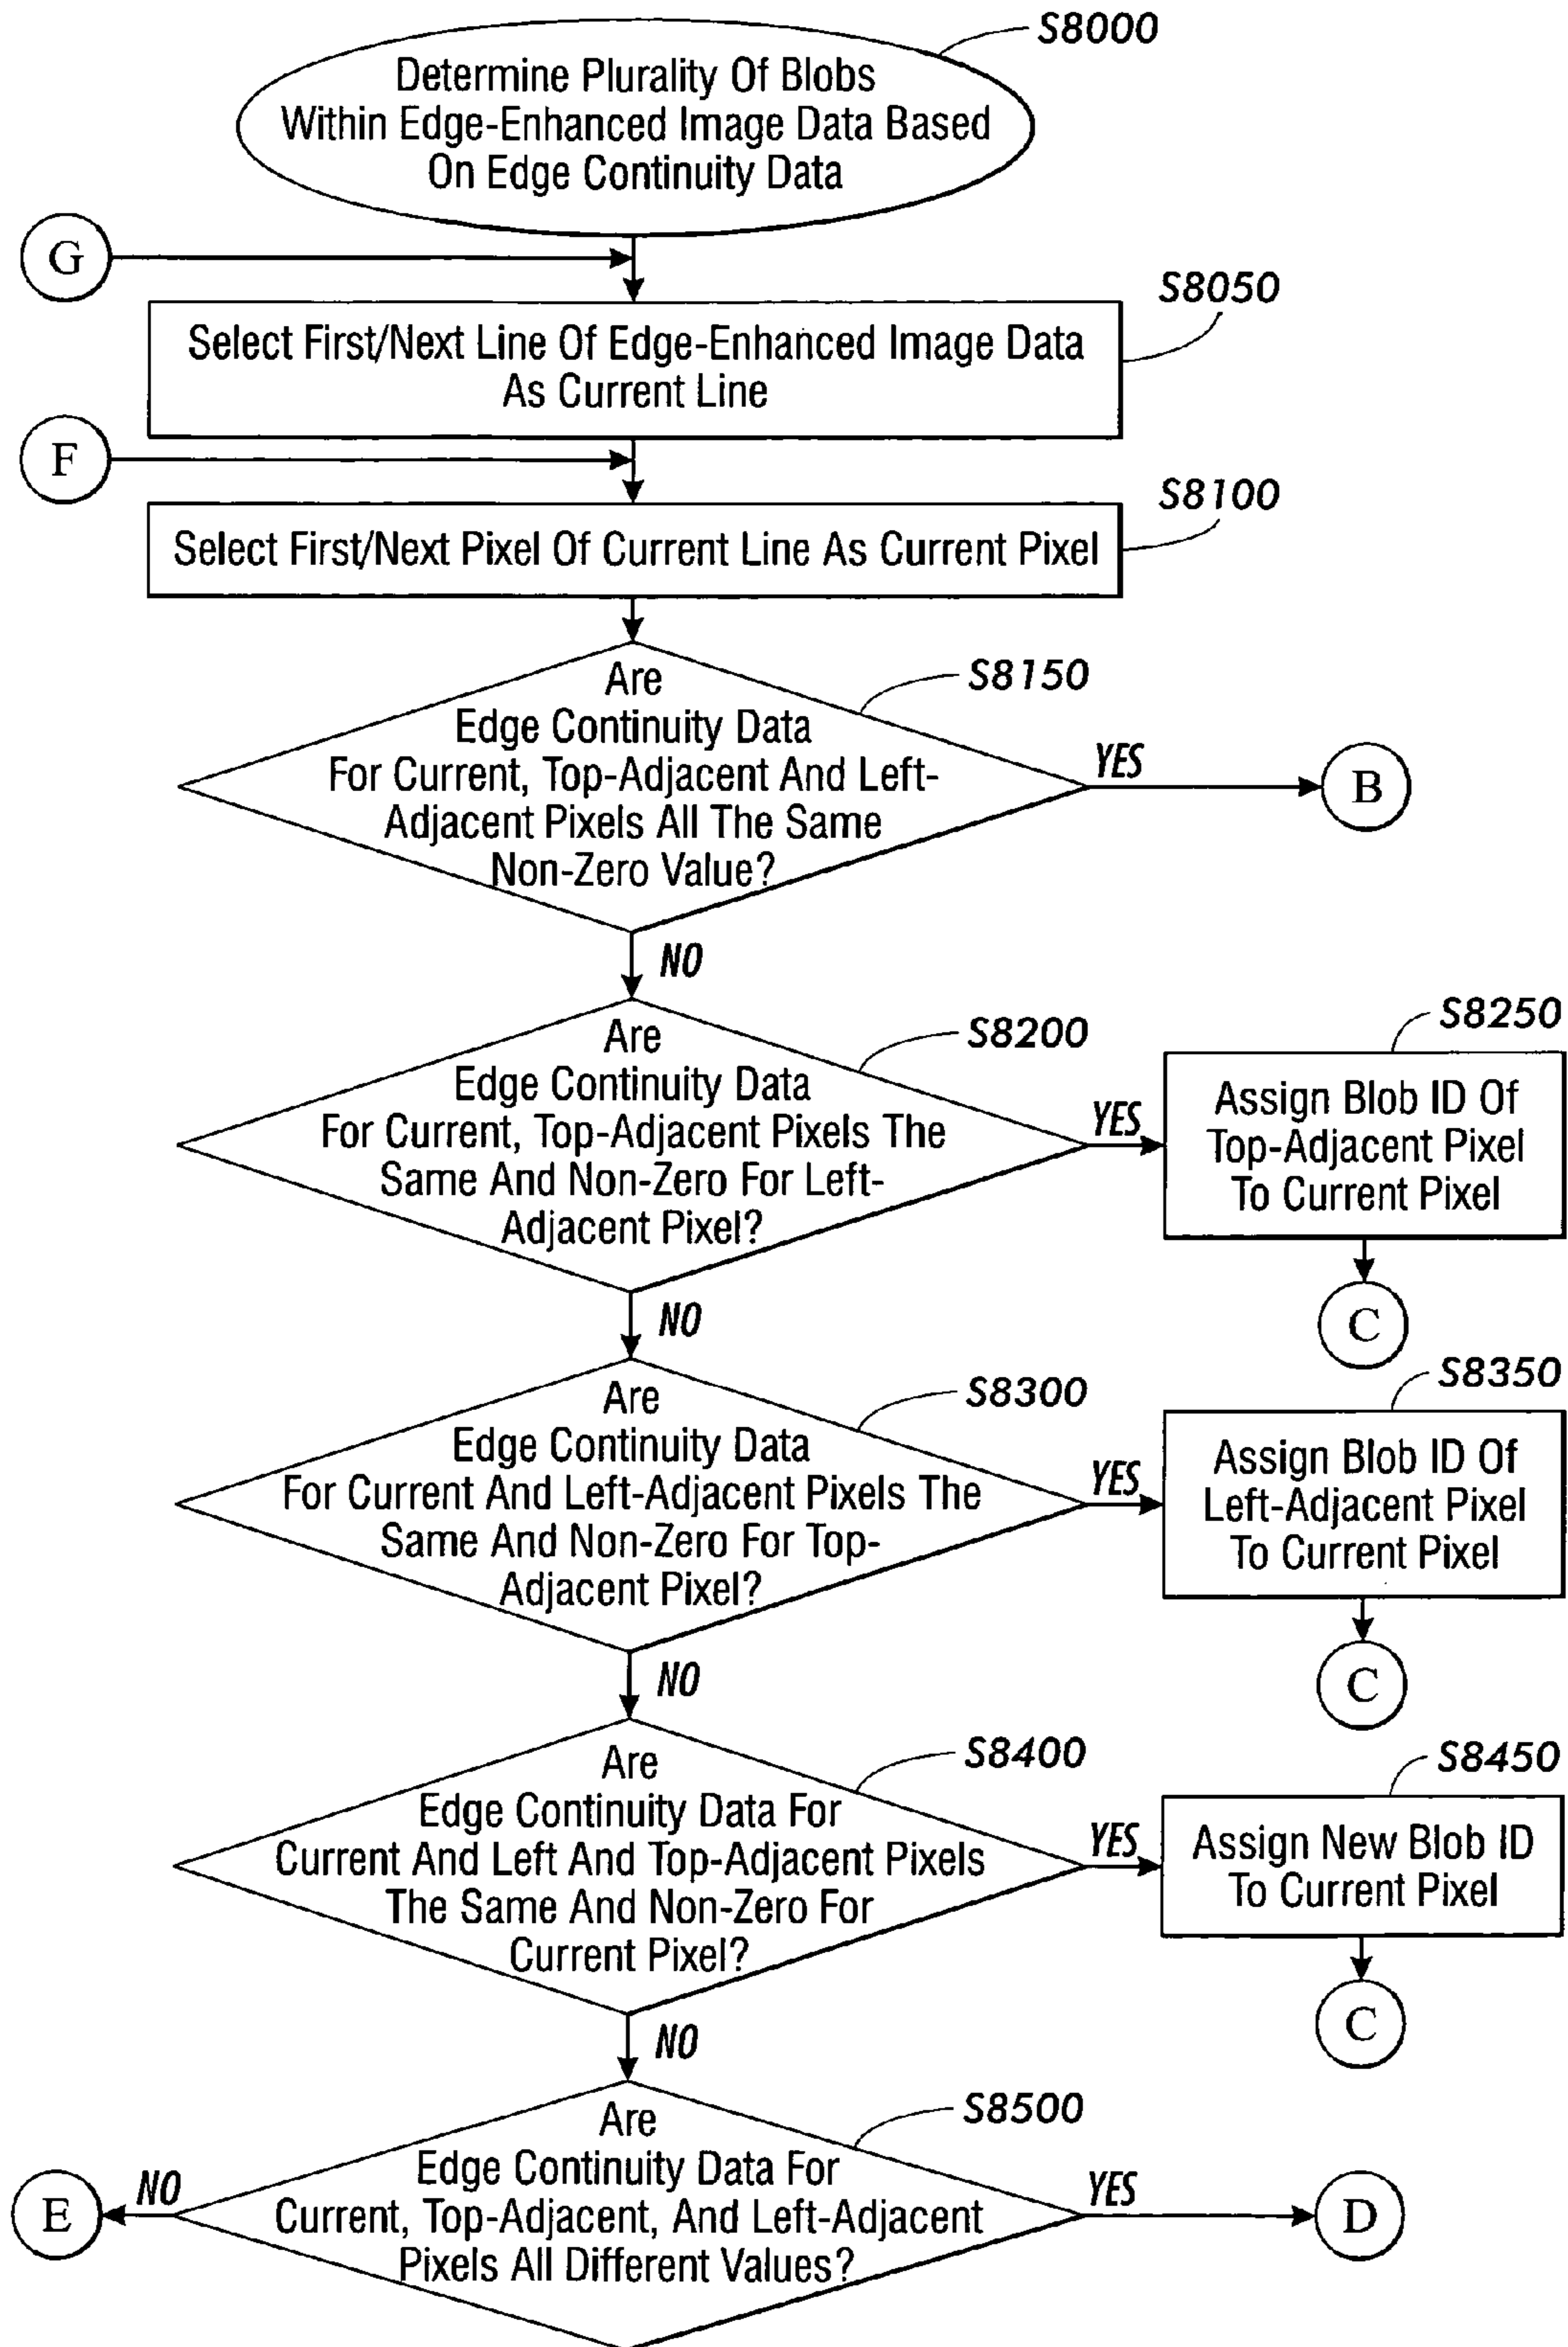 S8000
Determine Plurality Of Blobs
Within Edge-Enhanced Image Data Based
On Edge Continuity Data
G
S8050
Select First/Next Line Of Edge-Enhanced Image Data
As Current Line
F
S8100
Select First/Next Pixel Of Current Line As Current Pixel
S8150
Are
Edge Continuity Data
For Current, Top-Adjacent And Left-
Adjacent Pixels All The Same
Non-Zero Value?
YES
B
NO
S8200
Are
Edge Continuity Data
For Current, Top-Adjacent Pixels The
Same And Non-Zero For Left-
Adjacent Pixel?
YES
S8250
Assign Blob ID Of
Top-Adjacent Pixel
To Current Pixel
C
NO
S8300
Are
Edge Continuity Data
For Current And Left-Adjacent Pixels The
Same And Non-Zero For Top-
Adjacent Pixel?
YES
S8350
Assign Blob ID Of
Left-Adjacent Pixel
To Current Pixel
C
NO
S8400
Are
Edge Continuity Data For
Current And Left And Top-Adjacent Pixels
The Same And Non-Zero For
Current Pixel?
YES
S8450
Assign New Blob ID
To Current Pixel
C
NO
S8500
Are
Edge Continuity Data For
Current, Top-Adjacent, And Left-Adjacent
Pixels All Different Values?
NO
E
YES
D